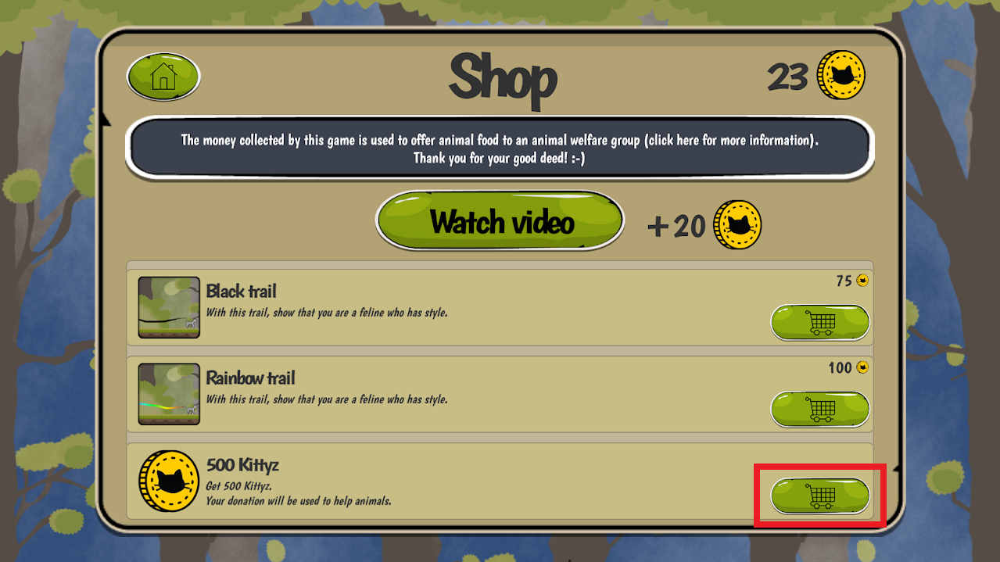 Shop
23
The money collected by this game is used to offer animal food to an animal welfare group (click here for more information).
Thank you for your good deed! :-)
Watch video
+20
Black trail
75
With this trail, show that you are a feline who has style.
Rainbow trail
100
With this trail, show that you are a feline who has style.
500 Kittyz
Get 500 Kittyz.
Your donation will be used to help animals.